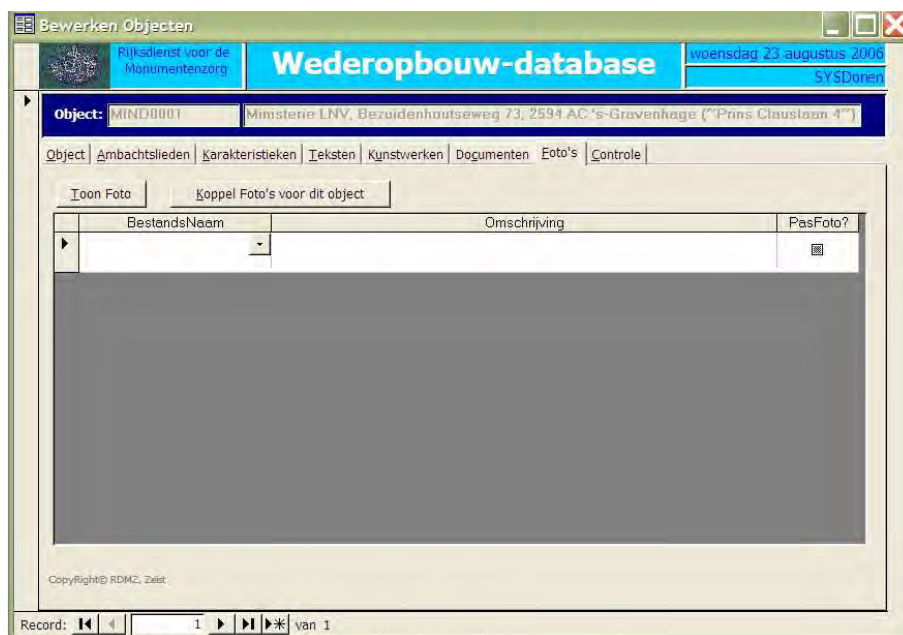 Bewerken Objecten
Rijksdienst voor de
Monumentenzorg
Wederopbouw-database
woensdag 23 augustus 2006
SYSDorien
Object: MIND0001 Ministerie LNV, Bezuidenhoutseweg 73, 2594 AC 's-Gravenhage (""Prins Clauslaan 4"")
Object Ambachtslieden Karakteristieken Teksten Kunstwerken Documenten Foto's Controle
Toon Foto Koppel Foto's voor dit object
BestandsNaam Omschrijving PasFoto?
CopyRight© RDMZ, Zeist
Record: 1 van 1